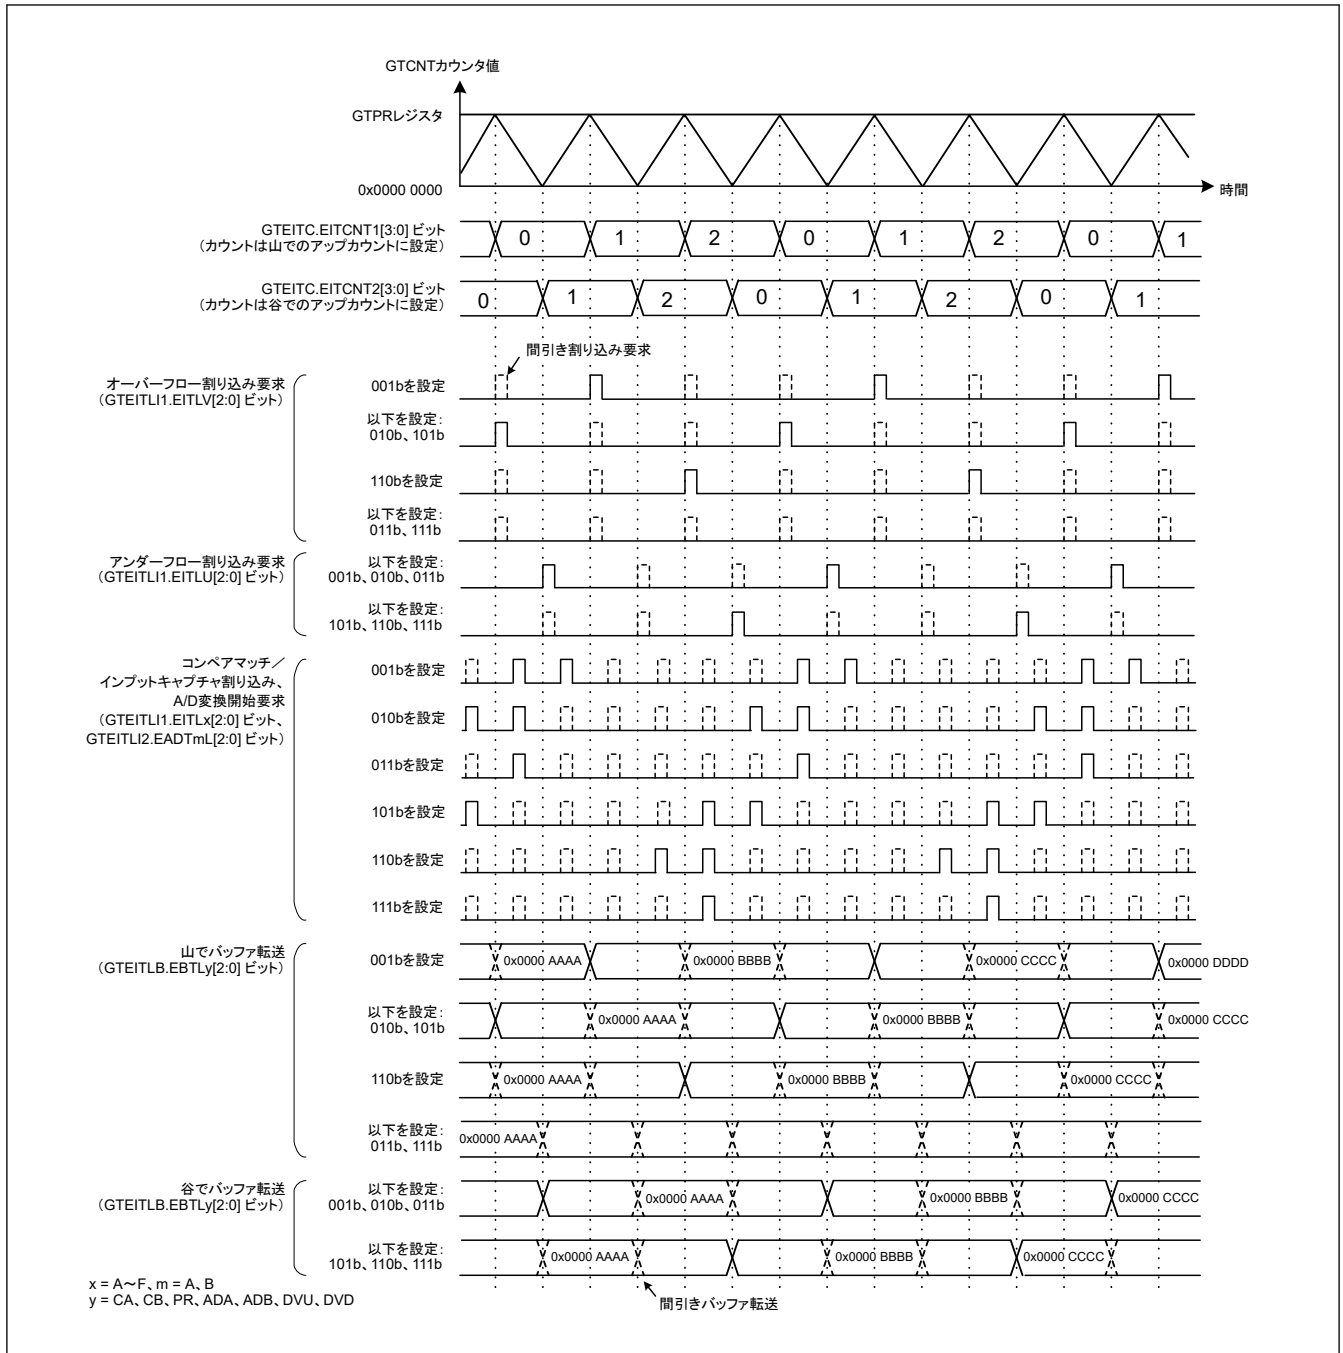 GTCNTカウンタ値
GTPRレジスタ
0x0000 0000
時間
GTEITC.EITCNT1[3:0] ビット
(カウントは山でのアップカウントに設定)
0 1 2 0 1 2 0 1
GTEITC.EITCNT2[3:0] ビット
(カウントは谷でのアップカウントに設定)
0 1 2 0 1 2 0 1
間引き割り込み要求
オーバーフロー割り込み要求
(GTEITLI1.EITLV[2:0] ビット)
001bを設定
以下を設定:
010b、101b
110bを設定
以下を設定:
011b、111b
アンダーフロー割り込み要求
(GTEITLI1.EITLU[2:0] ビット)
以下を設定:
001b、010b、011b
以下を設定:
101b、110b、111b
コンペアマッチ/
インプットキャプチャ割り込み、
A/D変換開始要求
(GTEITLI1.EITLx[2:0] ビット、
GTEITLI2.EADTmL[2:0] ビット)
001bを設定
010bを設定
011bを設定
101bを設定
110bを設定
111bを設定
山でバッファ転送
(GTEITLB.EBTLy[2:0] ビット)
001bを設定
0x0000 AAAA 0x0000 BBBB 0x0000 CCCC 0x0000 DDDD
以下を設定:
010b、101b
0x0000 AAAA 0x0000 BBBB 0x0000 CCCC
110bを設定
0x0000 AAAA 0x0000 BBBB 0x0000 CCCC
以下を設定:
011b、111b
0x0000 AAAA
谷でバッファ転送
(GTEITLB.EBTLy[2:0] ビット)
以下を設定:
001b、010b、011b
0x0000 AAAA 0x0000 BBBB 0x0000 CCCC
以下を設定:
101b、110b、111b
0x0000 AAAA 0x0000 BBBB 0x0000 CCCC
間引きバッファ転送
x = A~F、m = A、B
y = CA、CB、PR、ADA、ADB、DVU、DVD